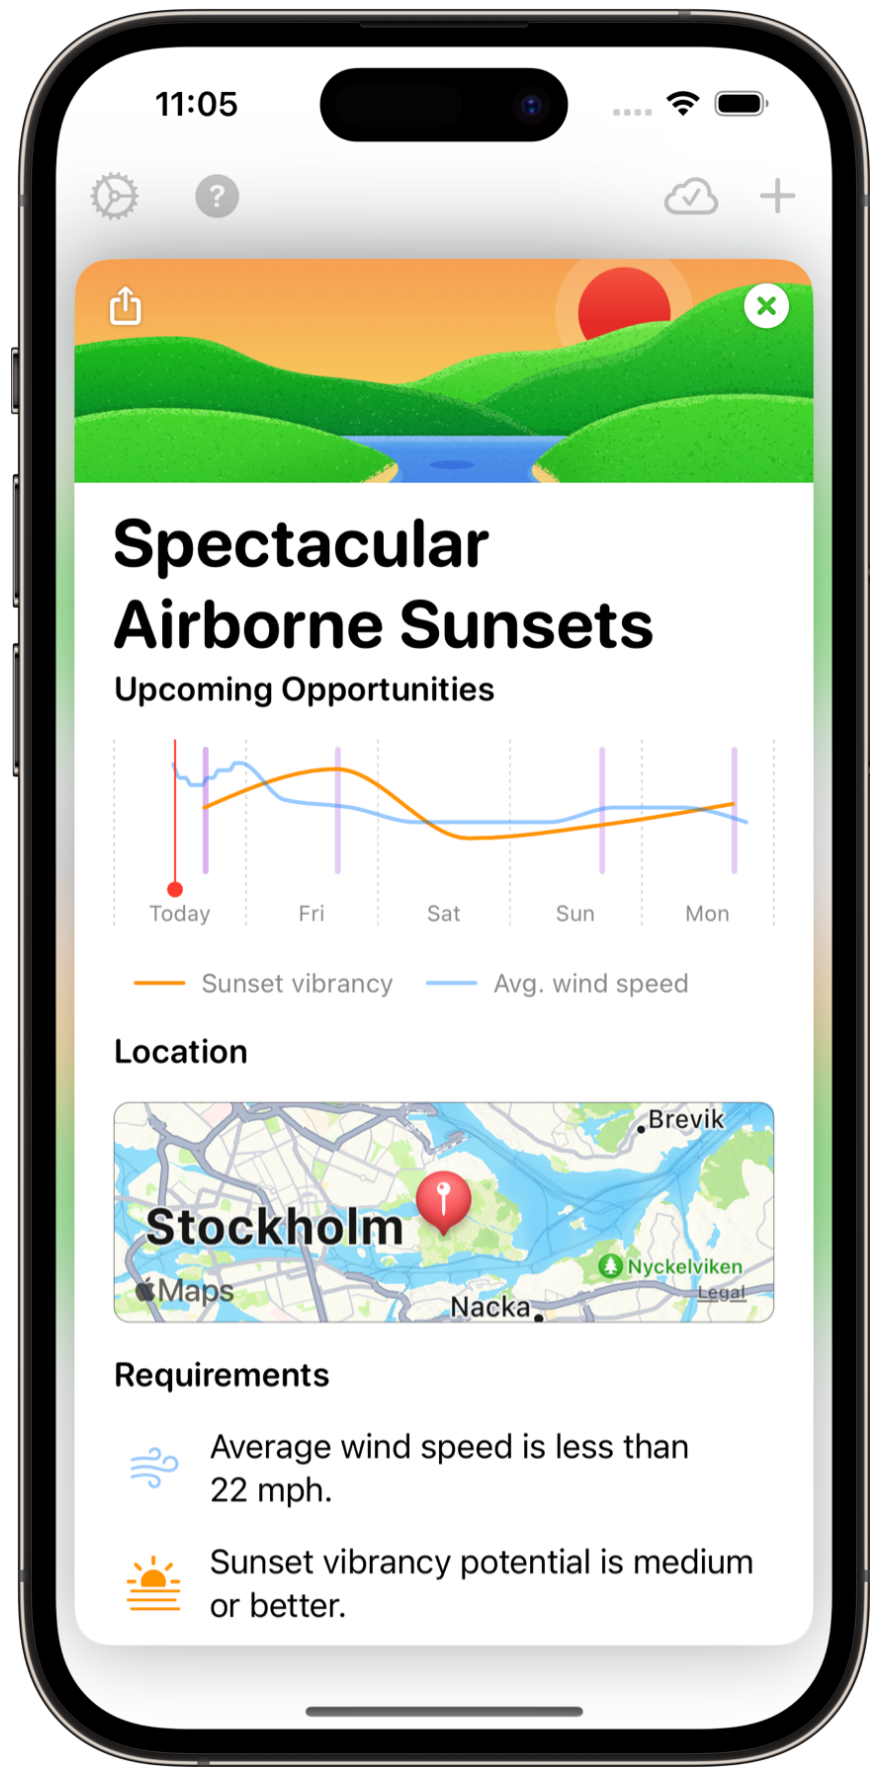 11:05
?
Spectacular
Airborne Sunsets
Upcoming Opportunities
Today Fri Sat Sun Mon
Sunset vibrancy Avg. wind speed
Location
Brevik
Stockholm
Nyckelviken
Maps Legal
Nacka
Requirements
Average wind speed is less than
22 mph.
Sunset vibrancy potential is medium
or better.